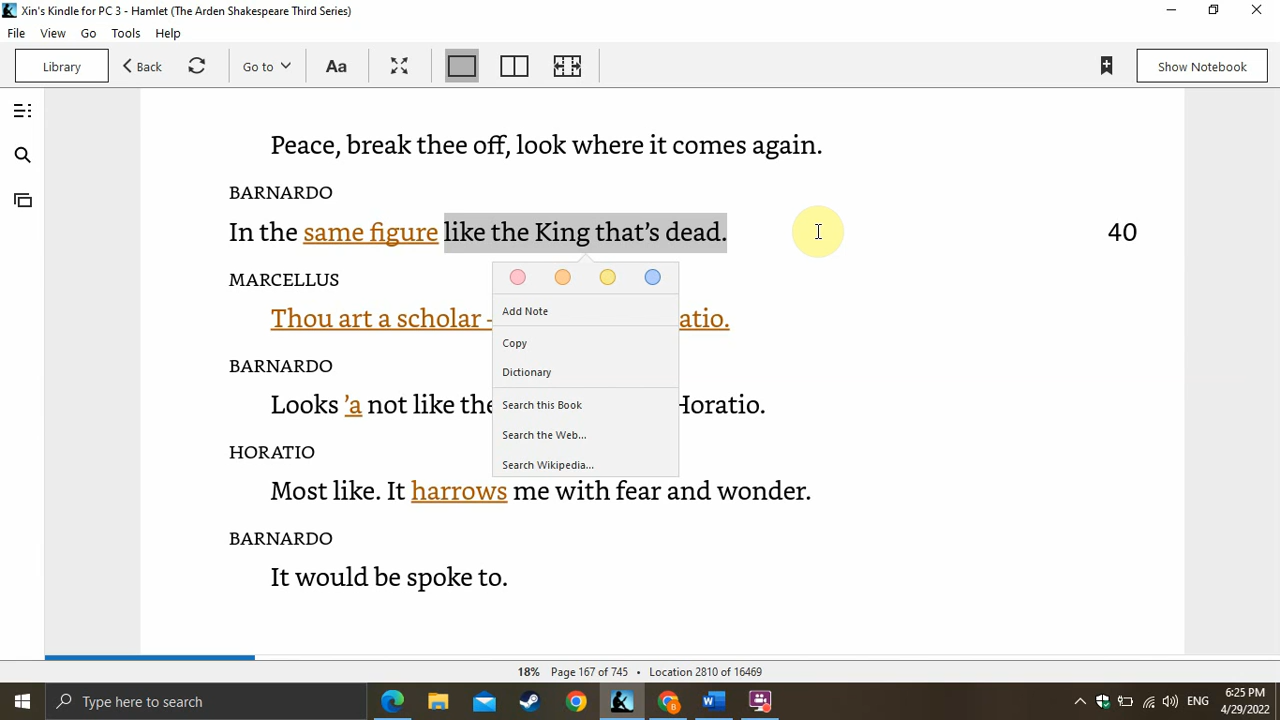 Xin's Kindle for PC 3 - Hamlet (The Arden Shakespeare Third Series)
File View Go Tools Help
Library Back Go to Aa Show Notebook
Peace, break thee off, look where it comes again.
BARNARDO
In the same figure like the King that's dead. 40
MARCELLUS
Thou art a scholar – atio.
BARNARDO
Looks ’a not like the Horatio.
HORATIO
Most like. It harrows me with fear and wonder.
BARNARDO
It would be spoke to.
Add Note
Copy
Dictionary
Search this Book
Search the Web...
Search Wikipedia...
18% Page 167 of 745 • Location 2810 of 16469
Type here to search
ENG
6:25 PM
4/29/2022